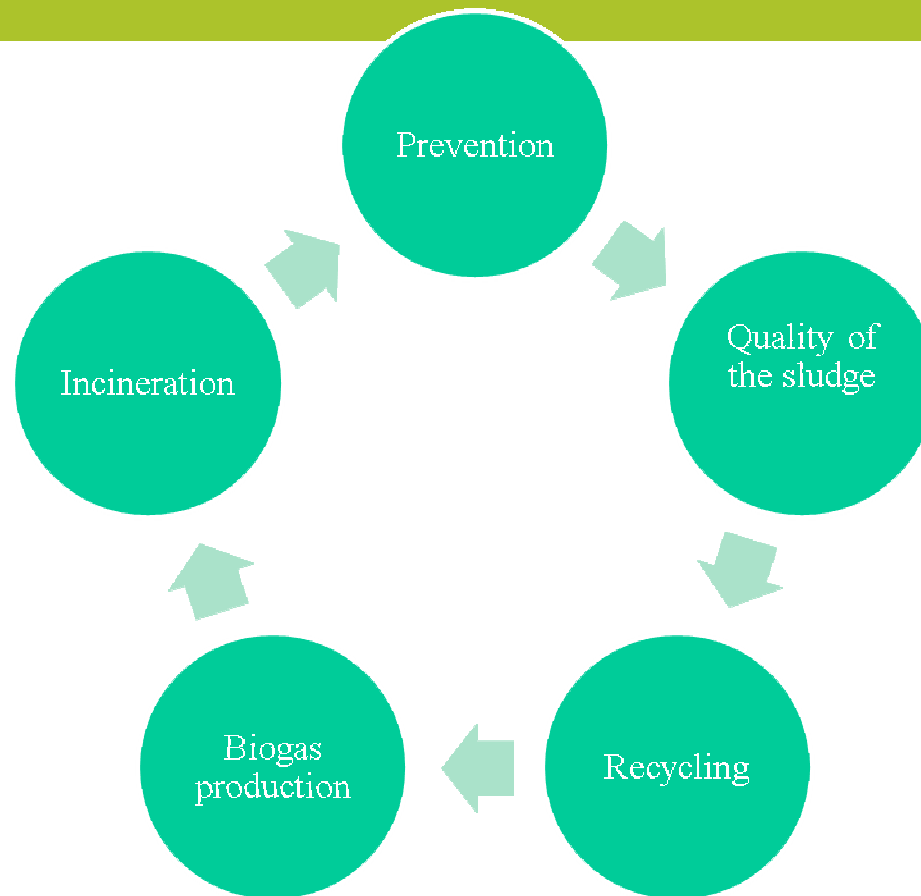 Prevention
Quality of
the sludge
Recycling
Biogas
production
Incineration